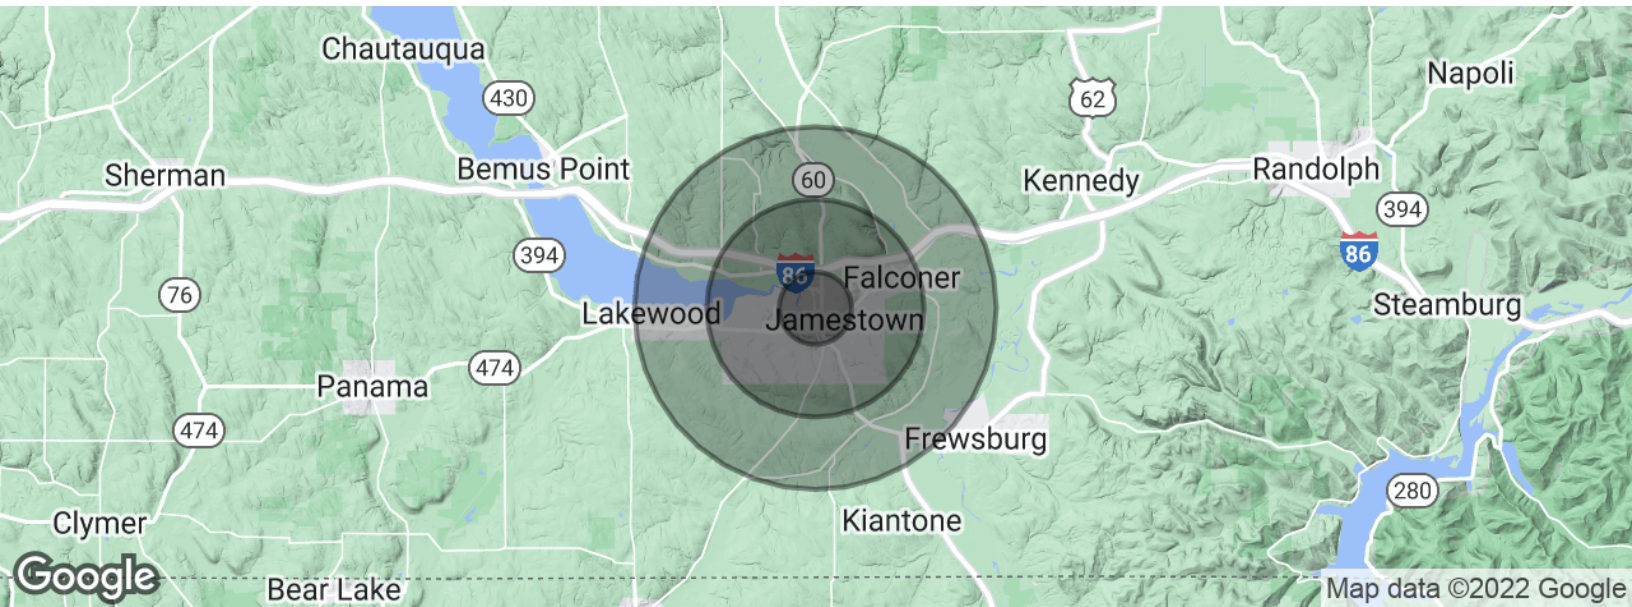 Chautauqua
Napoli
430
62
Sherman
Bemus Point
60
Kennedy
Randolph
394
394
86
86
Falconer
76
Lakewood
Jamestown
Steamburg
474
Panama
474
Frewsburg
280
Clymer
Kiantone
Google
Bear Lake
Map data ©2022 Google